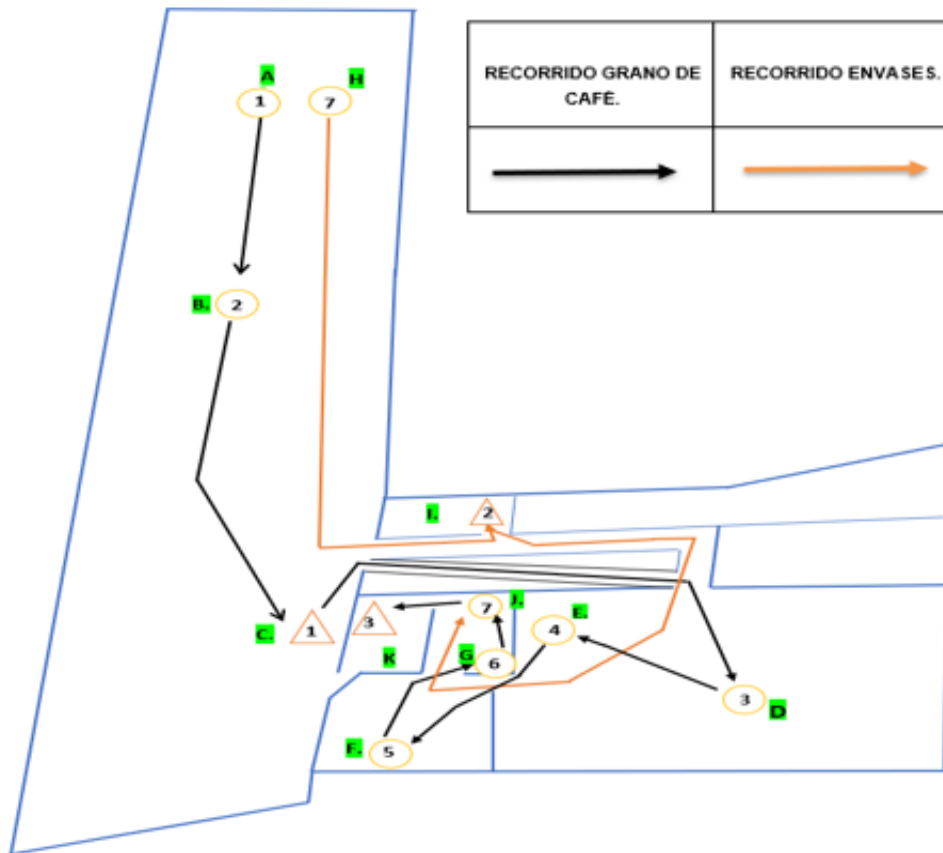 RECORRIDO GRANO DE CAFÉ.
RECORRIDO ENVASES.
A
H
1
7
B.
2
I.
2
C.
1
3
7
J.
E.
4
K
G
6
3
D
F.
5